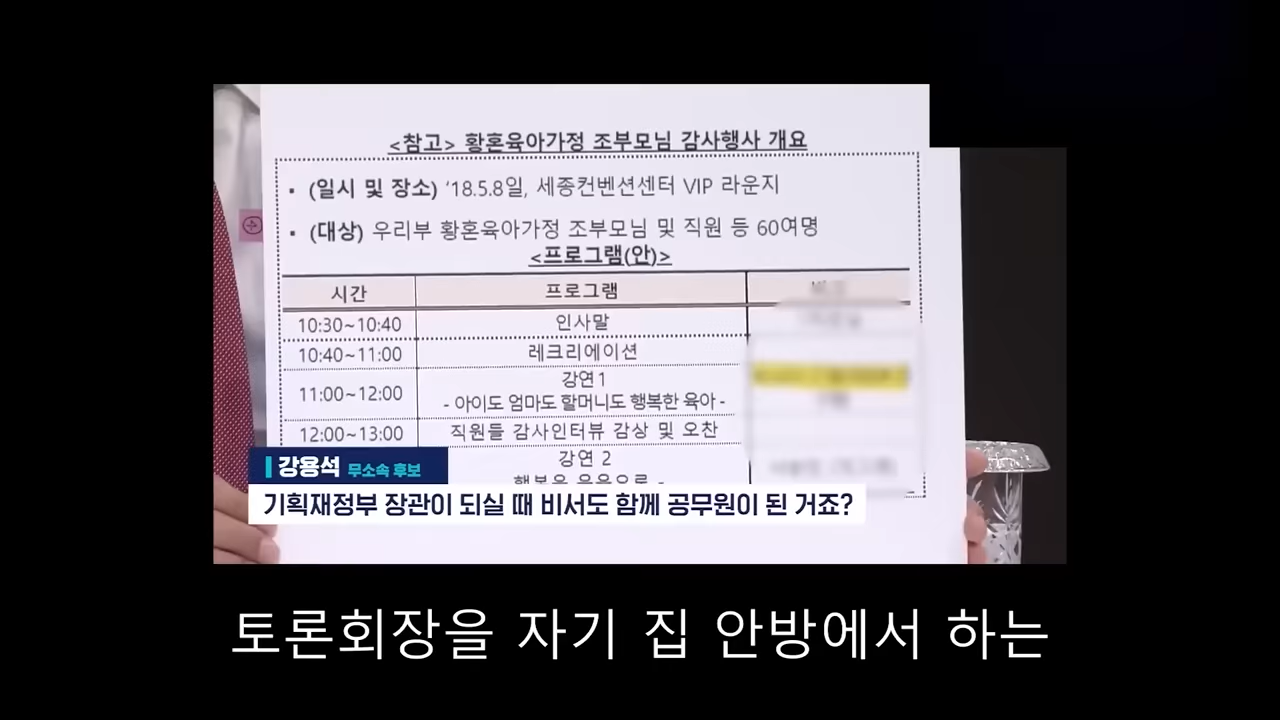 <참고> 황혼육아가정 조부모님 감사행사 개요
▪ (일시 및 장소) '18.5.8일, 세종컨벤션센터 VIP 라운지
▪ (대상) 우리부 황혼육아가정 조부모님 및 직원 등 60여명
<프로그램(안)>
시간 프로그램
10:30~10:40 인사말
10:40~11:00 레크리에이션
11:00~12:00 강연1
- 아이도 엄마도 할머니도 행복한 육아 -
12:00~13:00 직원들 감사인터뷰 감상 및 오찬
강연 2
강용석 무소속 후보
기획재정부 장관이 되실 때 비서도 함께 공무원이 된 거죠?
토론회장을 자기 집 안방에서 하는